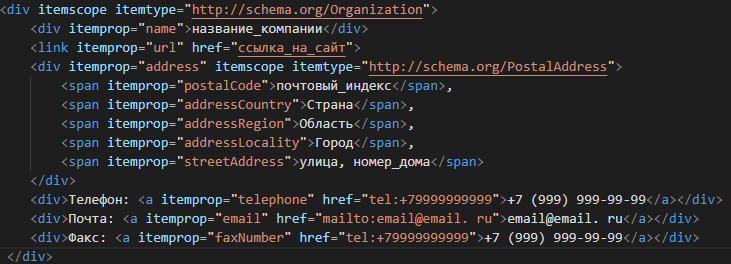 <div itemscope itemtype="http://schema.org/Organization">
<div itemprop="name">название_компании</div>
<link itemprop="url" href="ссылка_на_сайт">
<div itemprop="address" itemscope itemtype="http://schema.org/PostalAddress">
<span itemprop="postalCode">почтовый_индекс</span>,
<span itemprop="addressCountry">Страна</span>,
<span itemprop="addressRegion">Область</span>,
<span itemprop="addressLocality">Город</span>,
<span itemprop="streetAddress">улица, номер_дома</span>
</div>
<div>Телефон: <a itemprop="telephone" href="tel:+79999999999">+7 (999) 999-99-99</a></div>
<div>Почта: <a itemprop="email" href="mailto:email@email. ru">email@email. ru</a></div>
<div>Факс: <a itemprop="faxNumber" href="tel:+79999999999">+7 (999) 999-99-99</a></div>
</div>